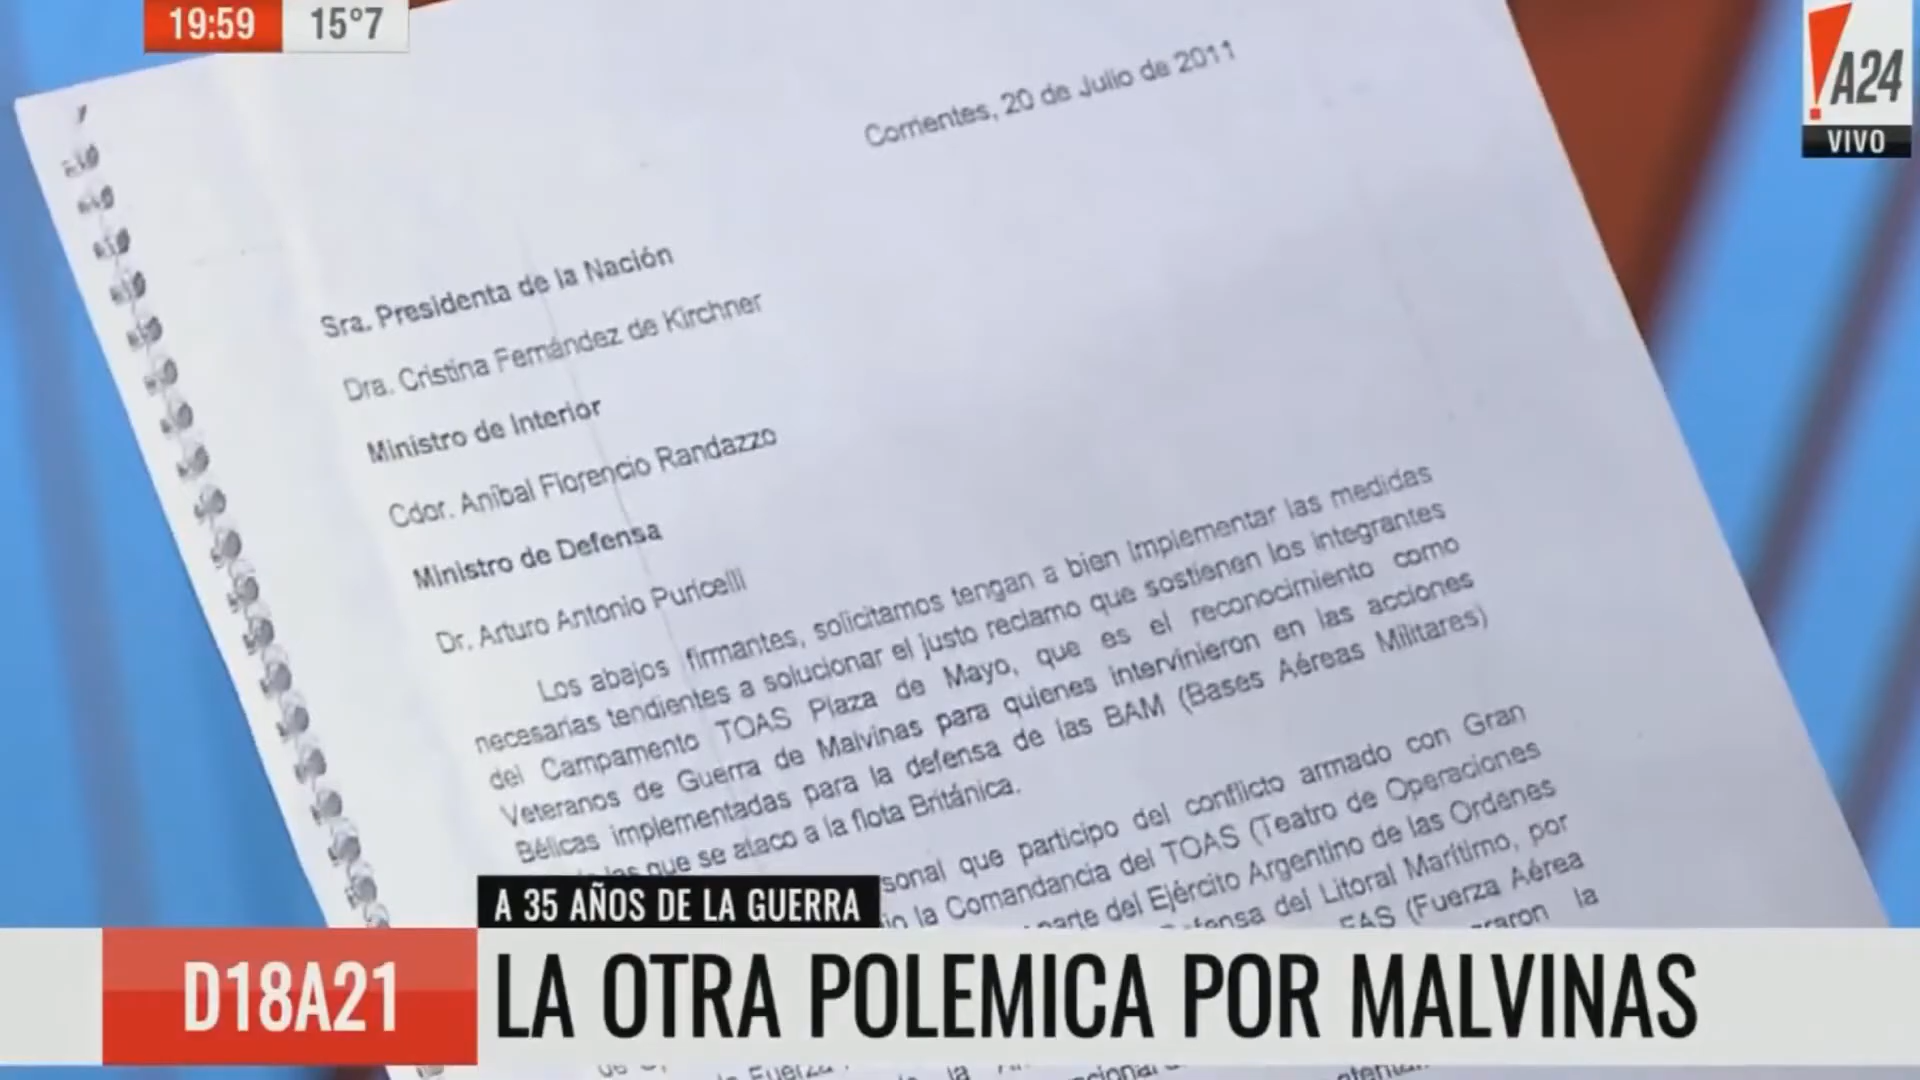 19:59 15°7
A24
VIVO
Corrientes, 20 de Julio de 2011
Sra. Presidenta de la Nación
Dra. Cristina Fernández de Kirchner
Ministro de Interior
Cdor. Aníbal Florencio Randazzo
Ministro de Defensa
Dr. Arturo Antonio Puricelli
Los abajos firmantes, solicitamos tengan a bien implementar las medidas
necesarias tendientes a solucionar el justo reclamo que sostienen los integrantes
del Campamento TOAS Plaza de Mayo, que es el reconocimiento como
Veteranos de Guerra de Malvinas para quienes intervinieron en las acciones
Bélicas implementadas para la defensa de las BAM (Bases Aéreas Militares)
que se ataco a la flota Británica.
que participo del conflicto armado con Gran
la Comandancia del TOAS (Teatro de Operaciones
del Ejército Argentino de las Ordenes
del Litoral Marítimo, por
(Fuerza Aérea
la
A 35 AÑOS DE LA GUERRA
D18A21
LA OTRA POLEMICA POR MALVINAS